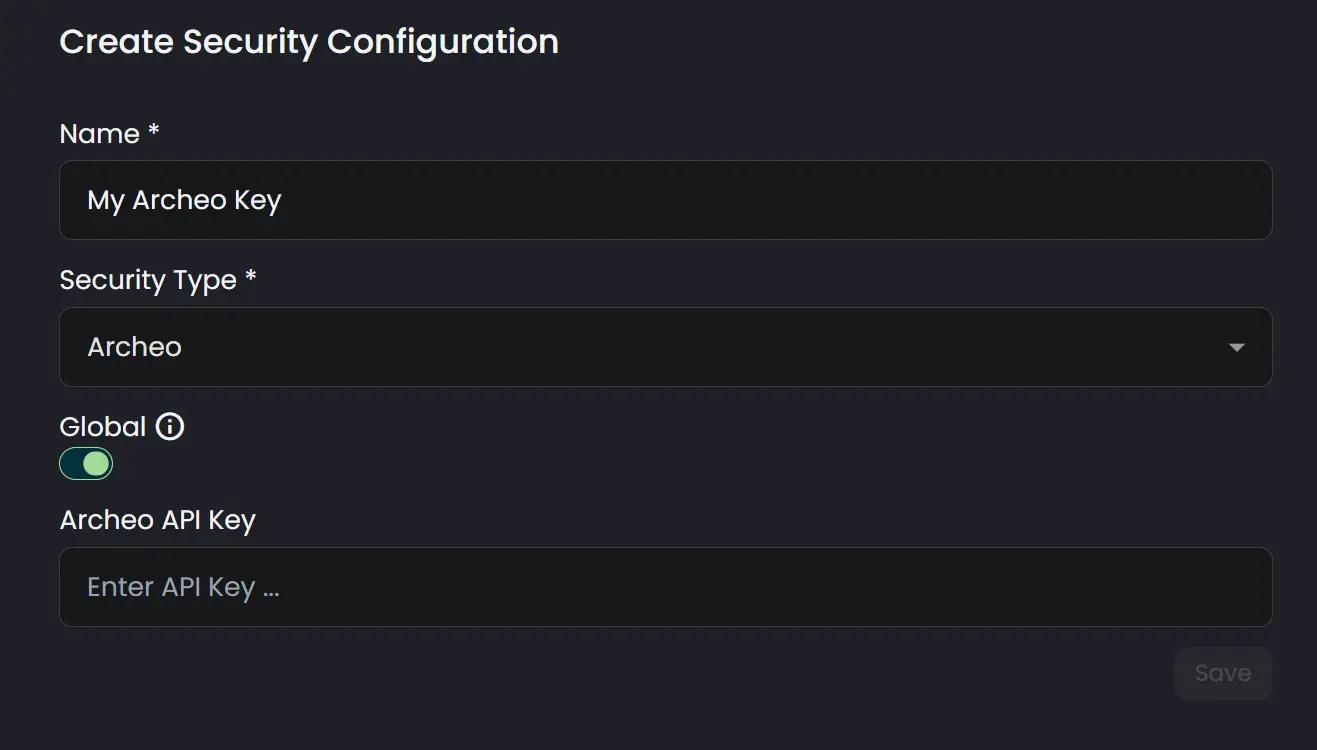 Create Security Configuration
Name *
My Archeo Key
Security Type *
Archeo
Global
Archeo API Key
Enter API Key ...
Save